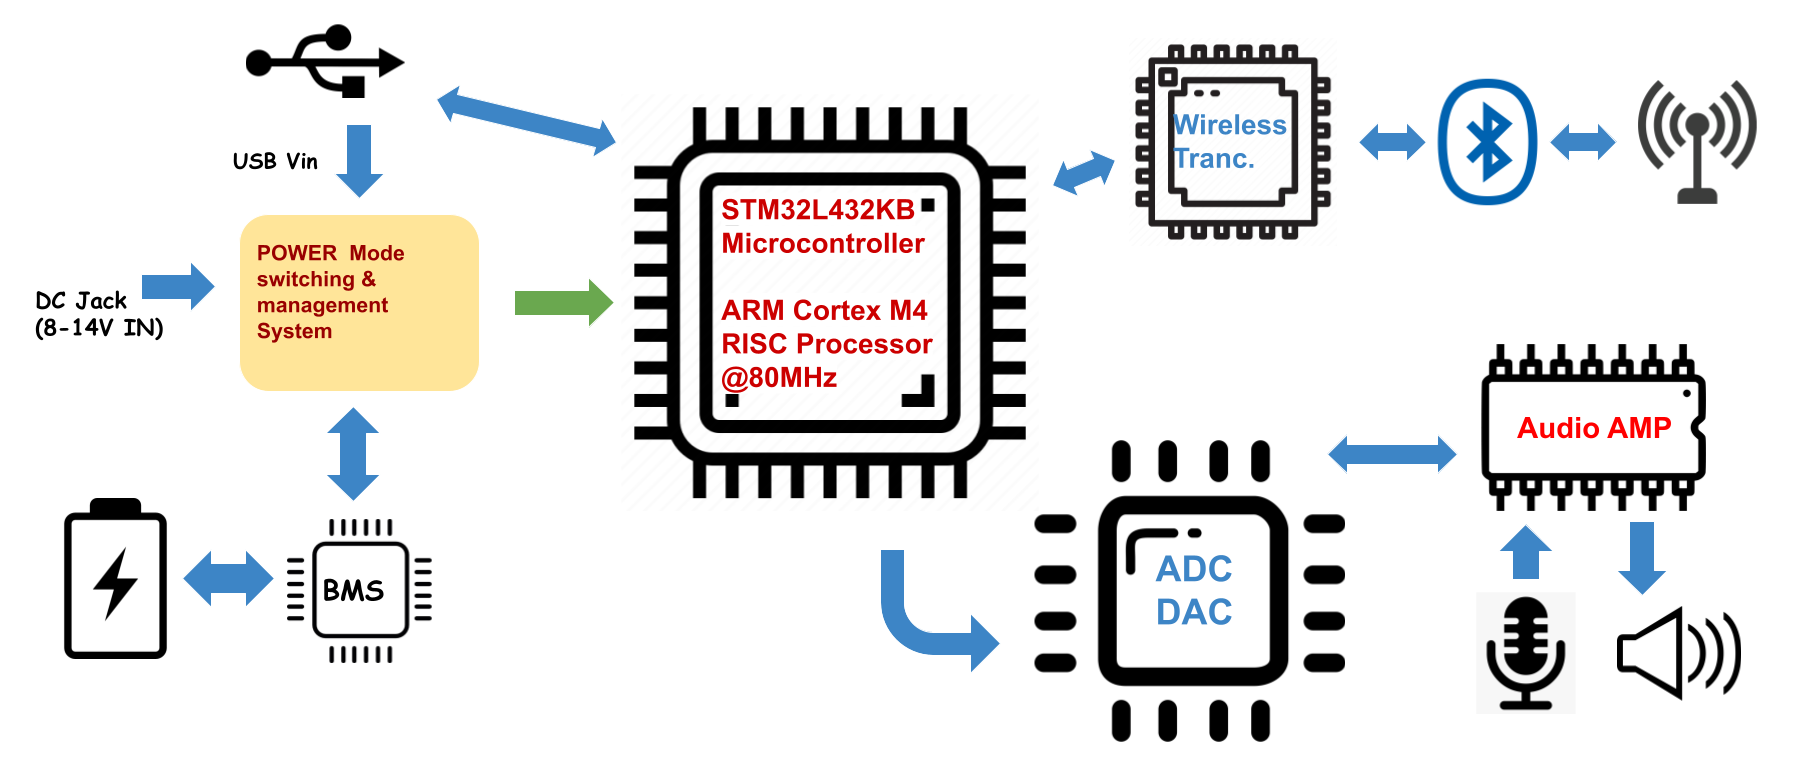 USB Vin
DC Jack
(8-14V IN)
POWER  Mode
switching &
management
System
BMS
STM32L432KB
Microcontroller
ARM Cortex M4
RISC Processor
@80MHz
Wireless
Tranc.
ADC
DAC
Audio AMP